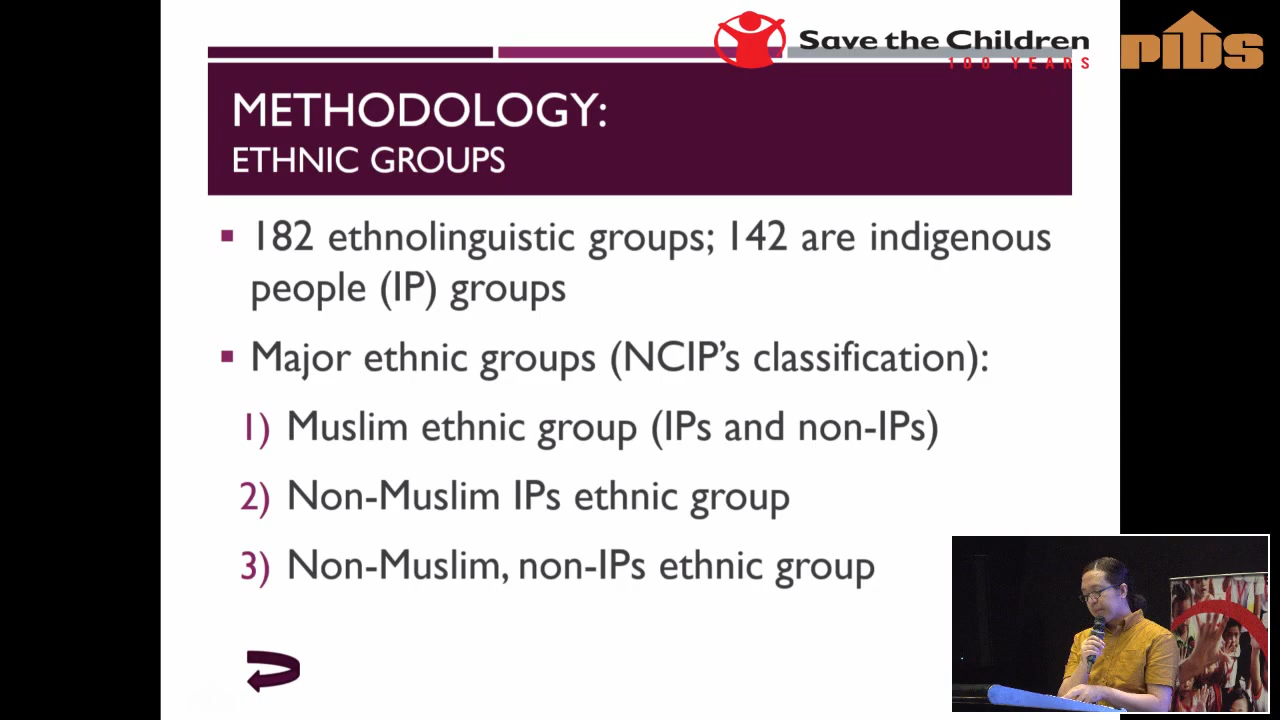 Save the Children
100 YEARS
PIDS
METHODOLOGY:
ETHNIC GROUPS
▪ 182 ethnolinguistic groups; 142 are indigenous
people (IP) groups
▪ Major ethnic groups (NCIP's classification):
1) Muslim ethnic group (IPs and non-IPs)
2) Non-Muslim IPs ethnic group
3) Non-Muslim, non-IPs ethnic group